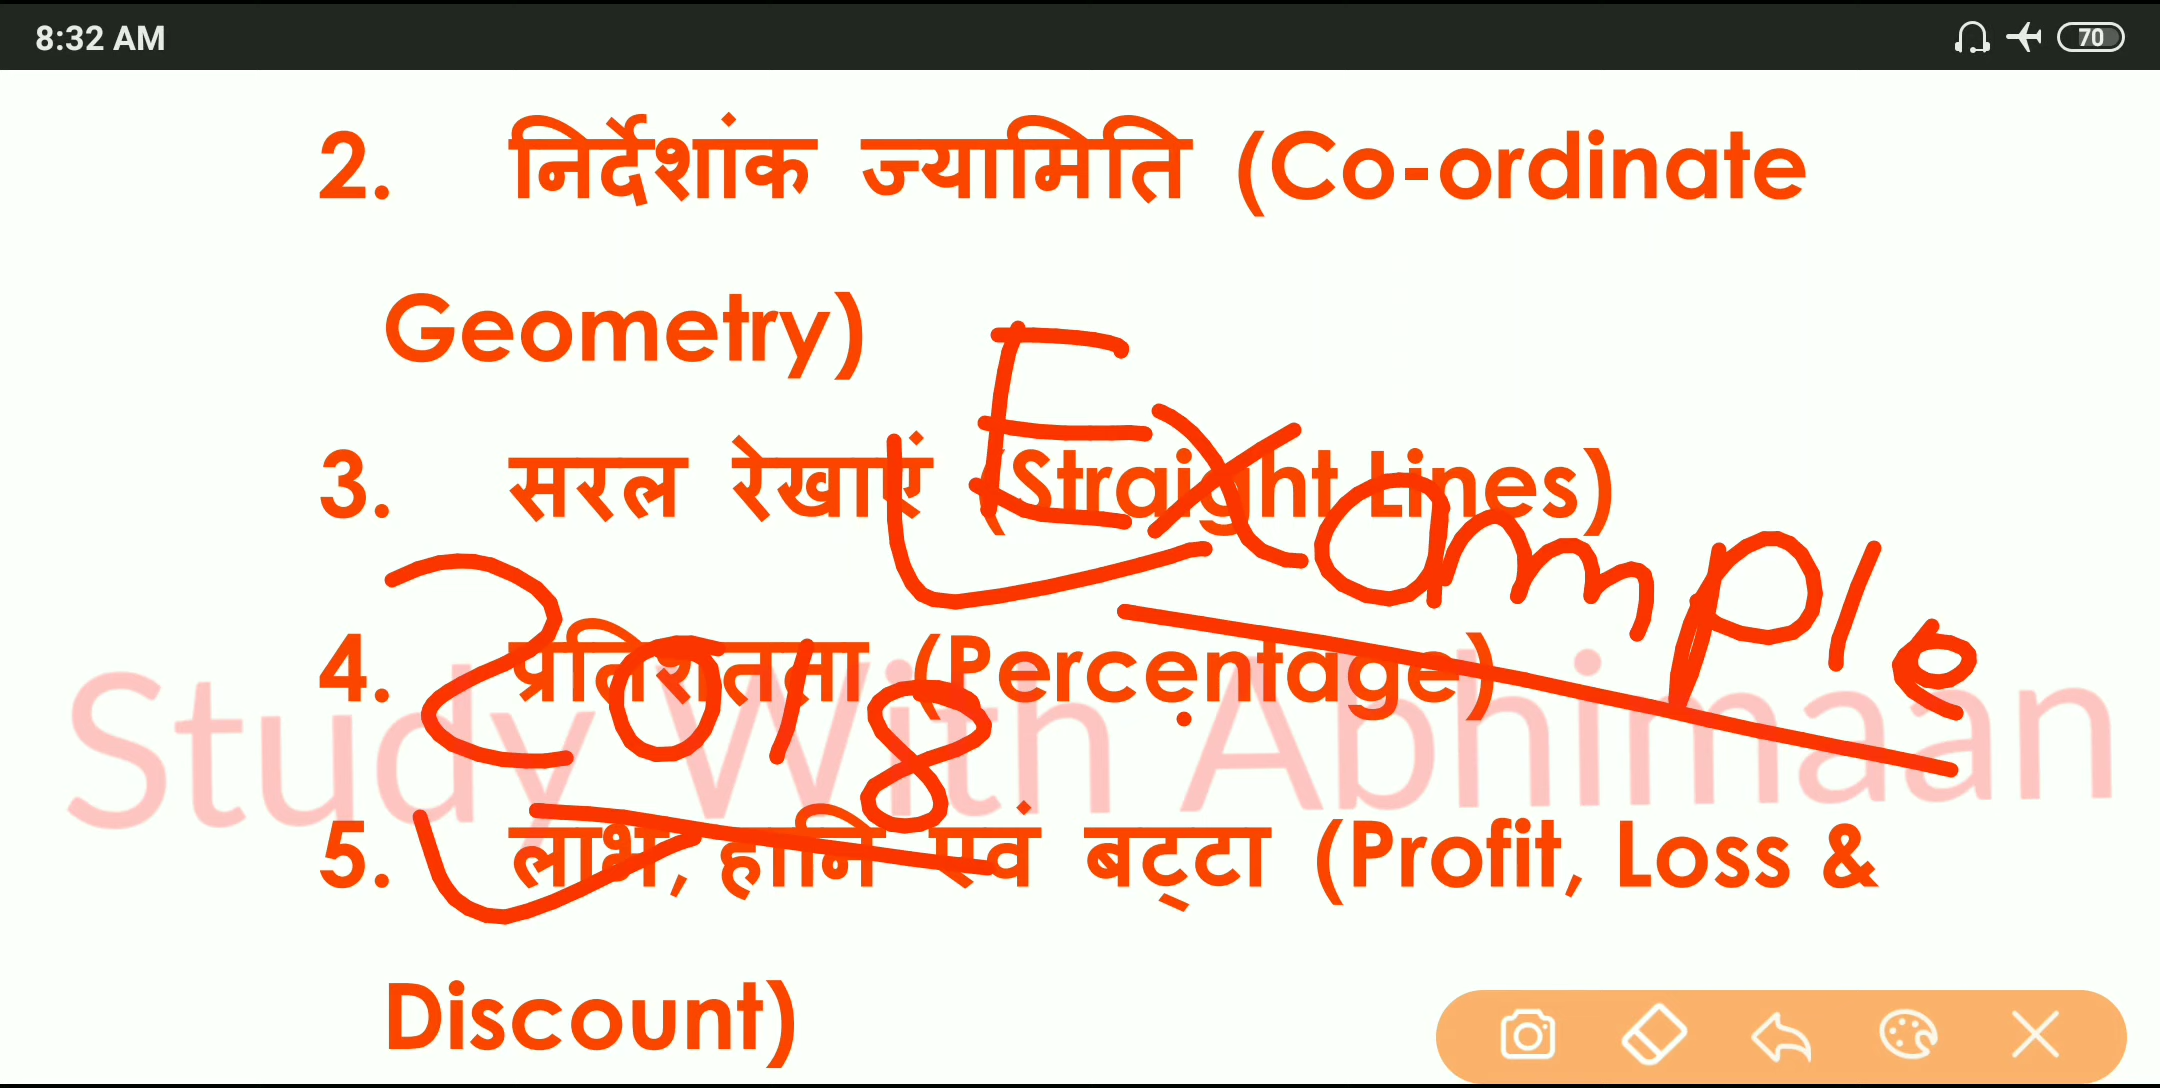 8:32 AM 70
2. निर्देशांक ज्यामिति (Co-ordinate
Geometry)
Example
3. सरल रेखाएं (Straight Lines)
2018
4. प्रतिशतता (Percentage)
Study With Abhimaan
5. लाभ, हानि एवं बट्टा (Profit, Loss &
Discount)